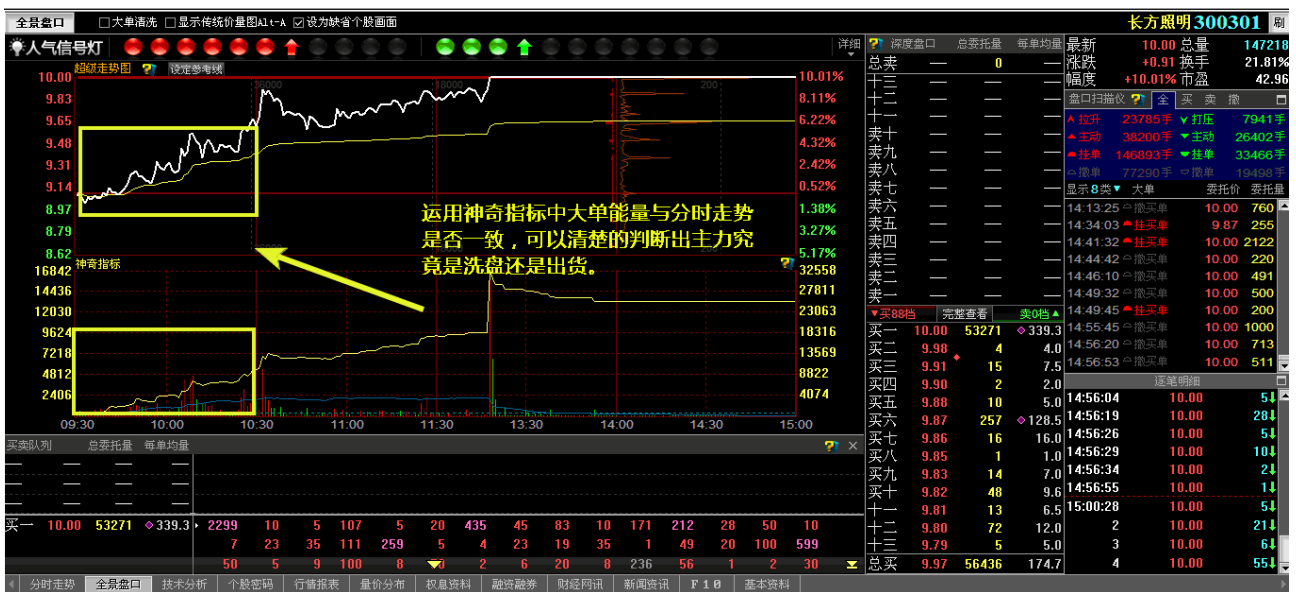 全景盘口 大单清洗 显示传统价量图Alt-A 设为缺省个股画面 长方照明 300301 刷
人气信号灯 详细
超级走势图 设定参考线
10.00 10.01%
9.83 8.11%
9.65 6.22%
9.48 4.32%
9.31 2.42%
9.14 0.52%
8.97 1.38%
8.79 3.27%
8.62 5.17%
运用神奇指标中大单能量与分时走势
是否一致，可以清楚的判断出主力究
竟是洗盘还是出货。
神奇指标
16842 32558
14436 27811
12030 23063
9624 18316
7218 13569
4812 8822
2406 4074
09:30 10:00 10:30 11:00 11:30 13:30 14:00 14:30 15:00
买卖队列 总委托量 每单均量
买一 10.00 53271 339.3 2299 10 5 107 5 20 435 45 83 10 171 212 28 50 10
7 23 35 111 259 5 4 23 19 35 1 49 20 100 599
50 5 9 100 8 2 6 20 8 236 56 1 2 30
深度盘口 总委托量 每单均量
总卖 — 0 —
十三 — — —
十二 — — —
十一 — — —
卖十 — — —
卖九 — — —
卖八 — — —
卖七 — — —
卖六 — — —
卖五 — — —
卖四 — — —
卖三 — — —
卖二 — — —
卖一 — — —
买88档 完整查看 卖0档
买一 10.00 53271 339.3
买二 9.98 4 4.0
买三 9.91 15 7.5
买四 9.90 2 2.0
买五 9.88 10 5.0
买六 9.87 257 128.5
买七 9.86 16 16.0
买八 9.85 1 1.0
买九 9.83 14 7.0
买十 9.82 48 9.6
十一 9.81 13 6.5
十二 9.80 72 12.0
十三 9.79 5 5.0
总买 9.97 56436 174.7
最新 10.00 总量 147218
涨跌 +0.91 换手 21.81%
幅度 +10.01% 市盈 42.96
盘口扫描仪 全 买 卖 撤
拉升 23785手 打压 7941手
主动 38200手 主动 26402手
挂单 146893手 挂单 33466手
撤单 77290手 撤单 19498手
显示8类 大单 委托价 委托量
14:13:25 撤买单 10.00 760
14:34:03 挂买单 9.87 255
14:41:32 挂买单 10.00 2122
14:44:42 撤买单 10.00 220
14:46:10 撤买单 10.00 491
14:49:32 撤买单 10.00 500
14:49:45 挂买单 10.00 200
14:55:45 撤买单 10.00 1000
14:56:20 撤买单 10.00 713
14:56:53 撤买单 10.00 511
逐笔明细
14:56:04 10.00 5↓
14:56:19 10.00 28↓
14:56:26 10.00 5↓
14:56:29 10.00 10↓
14:56:34 10.00 2↓
14:56:55 10.00 1↓
15:00:28 10.00 5↓
2 10.00 21↓
3 10.00 6↓
4 10.00 55↓
分时走势 全景盘口 技术分析 个股密码 行情报表 量价分布 权息资料 融资融券 财经网讯 新闻资讯 F10 基本资料